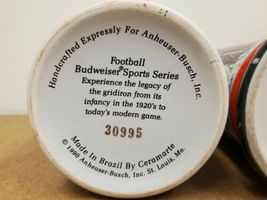 Handcrafted Expressly For Anheuser-Busch, Inc.
Football
Budweiser® Sports Series
Experience the legacy of
the gridiron from its
infancy in the 1920's to
today's modern game.
30995
Made In Brazil By Ceramarte
© 1990 Anheuser-Busch, Inc. St. Louis, Mo.